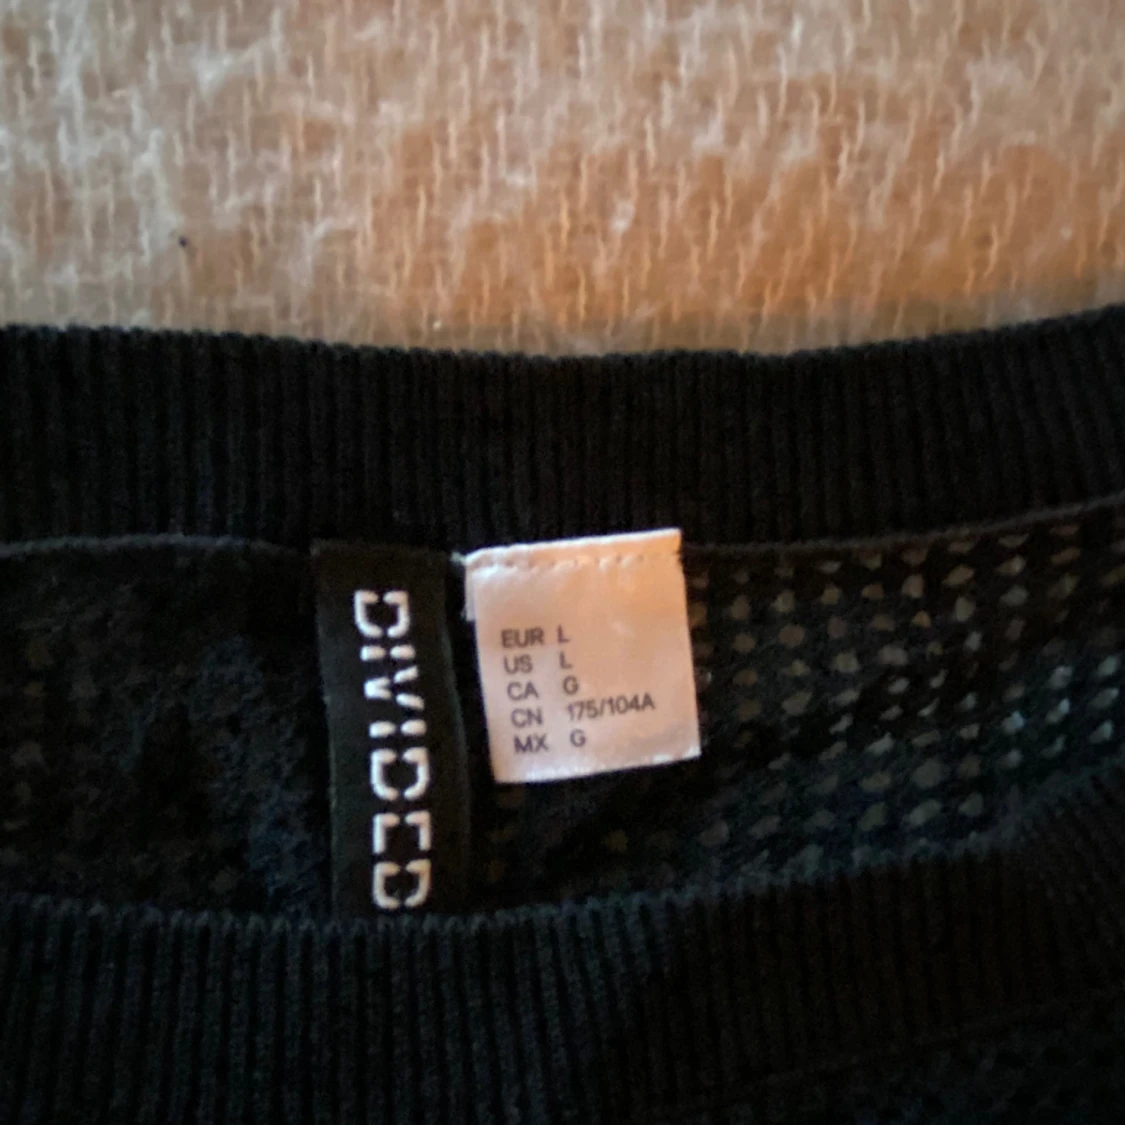 DIVIDED
EUR L
US L
CA G
CN 175/104A
MX G